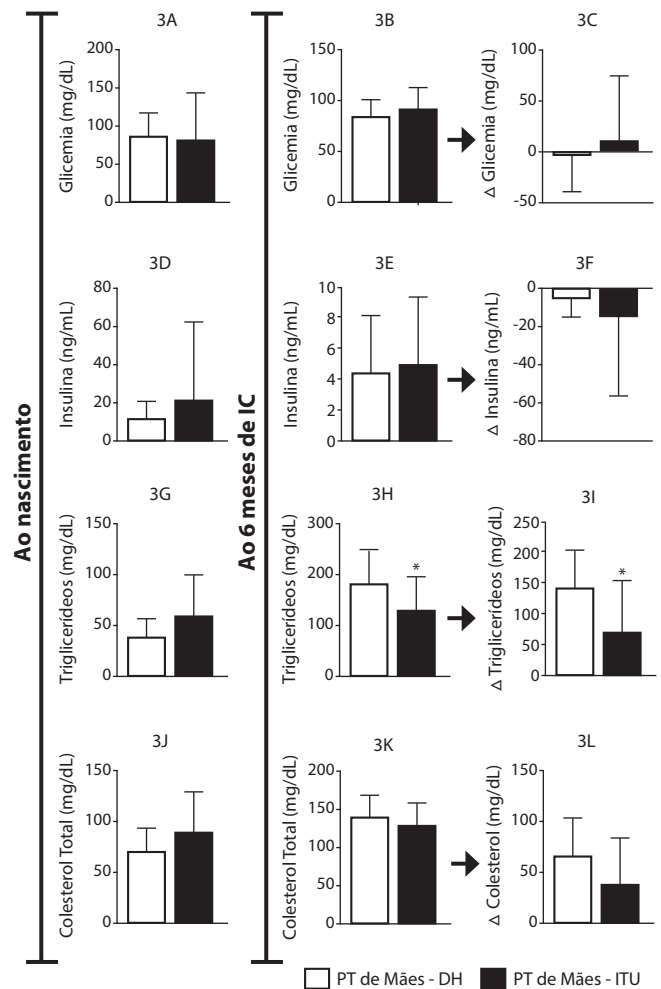 3A
3B
3C
Glicemia (mg/dL)
200
150
100
50
0
Glicemia (mg/dL)
150
100
50
0
Δ Glicemia (mg/dL)
100
50
0
-50
3D
3E
3F
Insulina (ng/mL)
80
60
40
20
0
Insulina (ng/mL)
10
8
6
4
2
0
Δ Insulina (ng/mL)
0
-20
-40
-60
-80
Ao nascimento
Ao 6 meses de IC
3G
3H
3I
Triglicerídeos (mg/dL)
150
100
50
0
Triglicerídeos (mg/dL)
300
200
100
0
*
Δ Triglicerídeos (mg/dL)
250
200
150
100
50
0
*
3J
3K
3L
Colesterol Total (mg/dL)
150
100
50
0
Colesterol Total (mg/dL)
200
150
100
50
0
Δ Colesterol (mg/dL)
150
100
50
0
PT de Mães - DH
PT de Mães - ITU